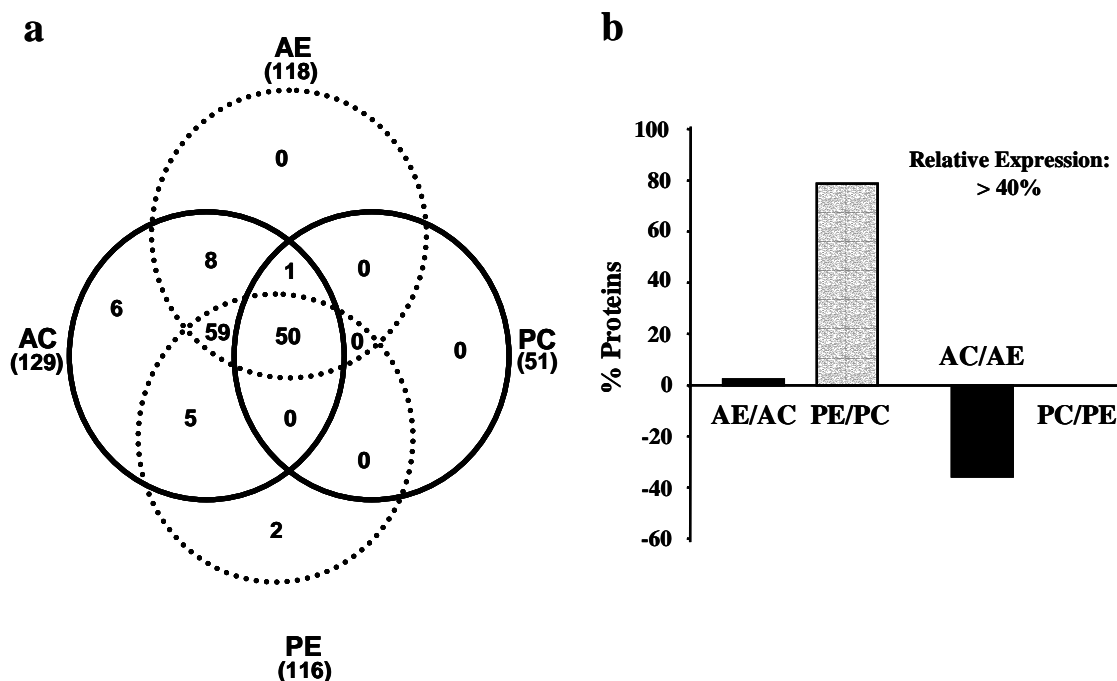 a
AE
(118)
0
8
1
0
6
AC
(129)
59
50
0
0
PC
(51)
5
0
0
2
PE
(116)
b
100
80
60
40
20
0
-20
-40
-60
% Proteins
Relative Expression:
> 40%
AC/AE
AE/AC PE/PC
PC/PE